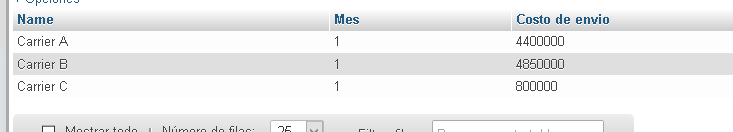 Opciones
Name Mes Costo de envio
Carrier A 1 4400000
Carrier B 1 4850000
Carrier C 1 800000
Mostrar todo Número de filas: 25